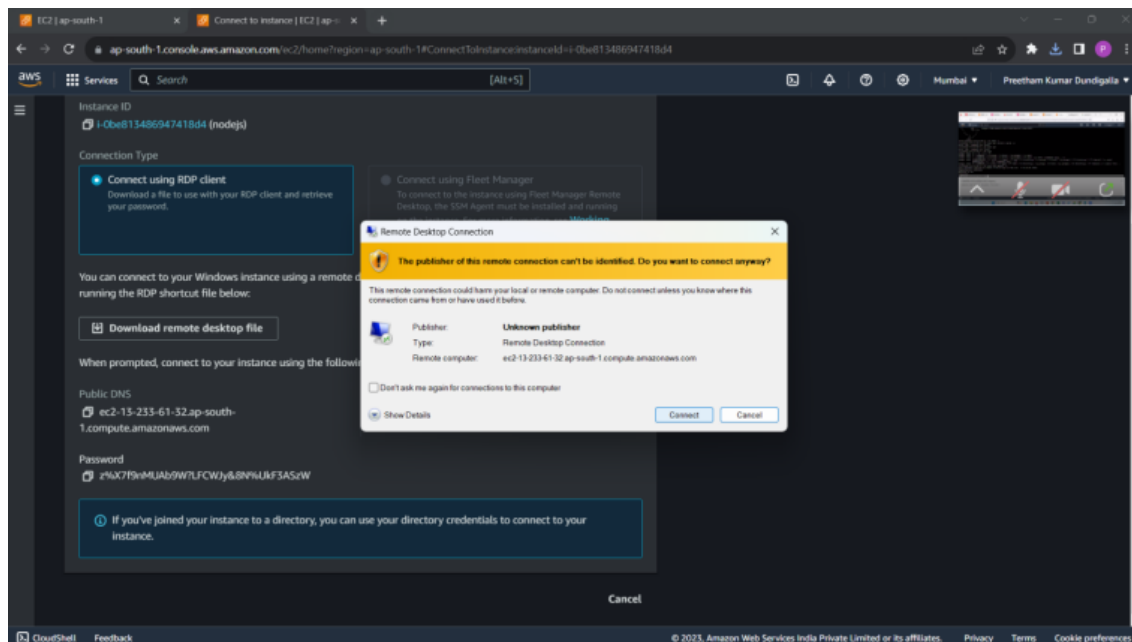 EC2 | ap-south-1
Connect to instance | EC2 | ap-s
ap-south-1.console.aws.amazon.com/ec2/home?region=ap-south-1#ConnectToInstance:instanceId=i-0be813486947418d4
aws
Services
Search
[Alt+S]
Mumbai
Preetham Kumar Dundigalla
Instance ID
i-0be813486947418d4 (nodejs)
Connection Type
Connect using RDP client
Download a file to use with your RDP client and retrieve
your password.
Connect using Fleet Manager
To connect to the instance using Fleet Manager Remote
Desktop, the SSM Agent must be installed and running
Working
You can connect to your Windows instance using a remote d
running the RDP shortcut file below:
Download remote desktop file
When prompted, connect to your instance using the followi
Public DNS
ec2-13-233-61-32.ap-south-
1.compute.amazonaws.com
Password
If you've joined your instance to a directory, you can use your directory credentials to connect to your
instance.
Cancel
Remote Desktop Connection
The publisher of this remote connection can't be identified. Do you want to connect anyway?
This remote connection could harm your local or remote computer. Do not connect unless you know where this
connection came from or have used it before.
Publisher: Unknown publisher
Type: Remote Desktop Connection
Remote computer: ec2-13-233-61-32.ap-south-1.compute.amazonaws.com
Don't ask me again for connections to this computer
Show Details
Connect
Cancel
CloudShell
Feedback
© 2023, Amazon Web Services India Private Limited or its affiliates.
Privacy
Terms
Cookie preferences